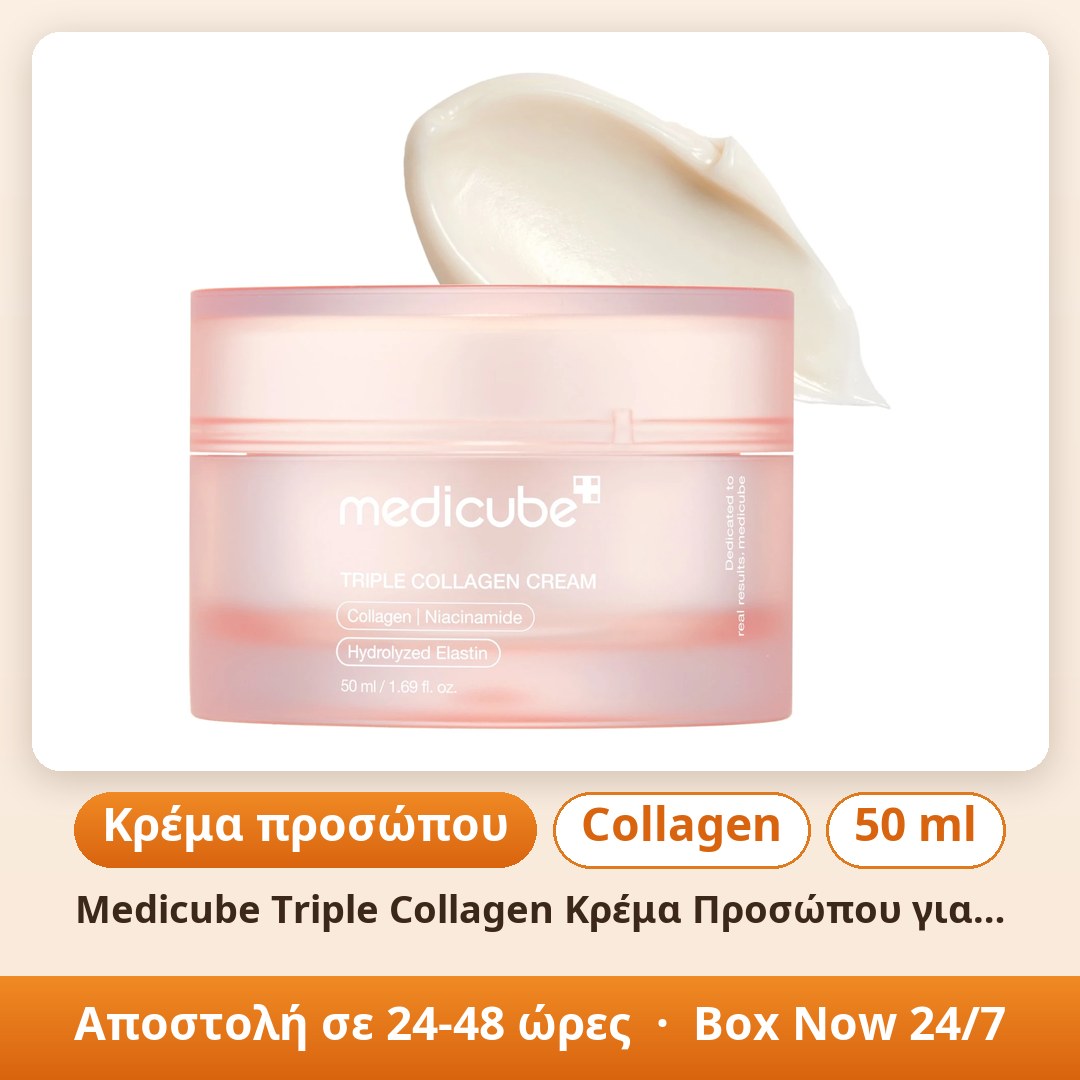 medicube
TRIPLE COLLAGEN CREAM
Collagen | Niacinamide
Hydrolyzed Elastin
50 ml / 1.69 fl. oz.
Dedicated to
real results. medicube
Κρέμα προσώπου
Collagen
50 ml
Medicube Triple Collagen Κρέμα Προσώπου για...
Αποστολή σε 24-48 ώρες · Box Now 24/7